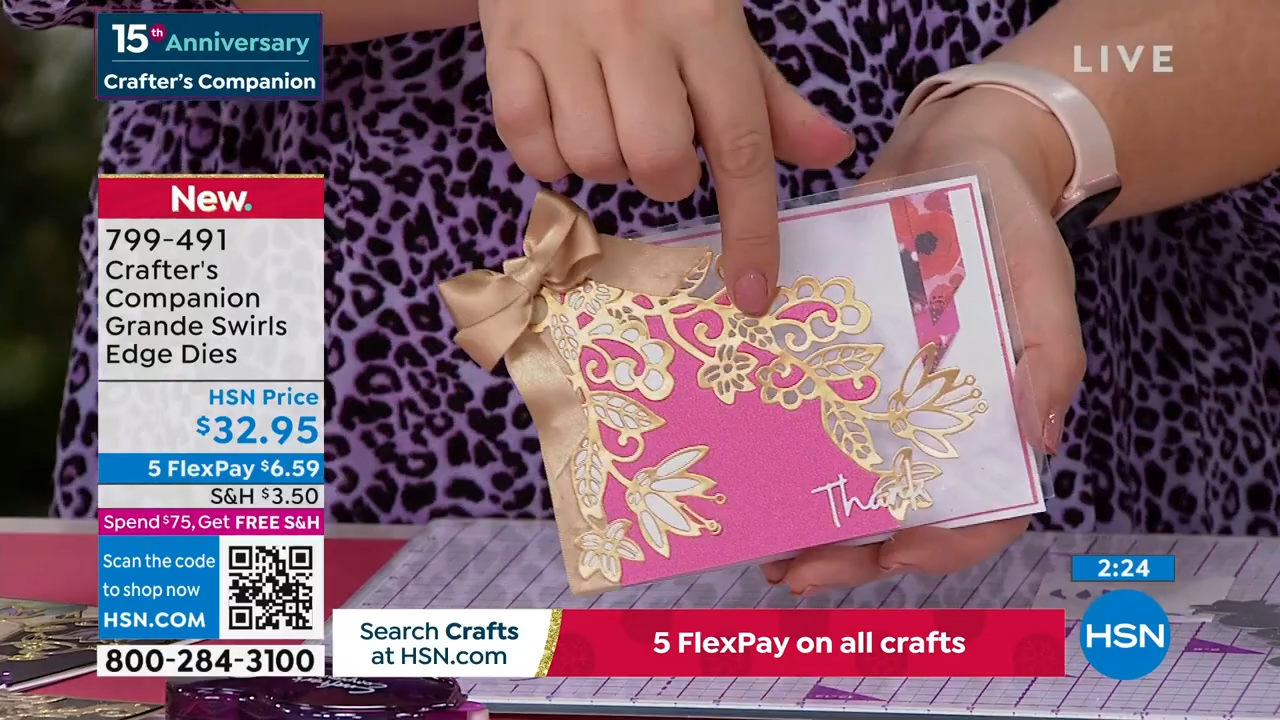 15th Anniversary
Crafter's Companion
LIVE
New.
799-491
Crafter's
Companion
Grande Swirls
Edge Dies
HSN Price
$32.95
5 FlexPay $6.59
S&H $3.50
Spend $75, Get FREE S&H
Scan the code
to shop now
HSN.COM
800-284-3100
Thank
Search Crafts
at HSN.com
5 FlexPay on all crafts
2:24
HSN